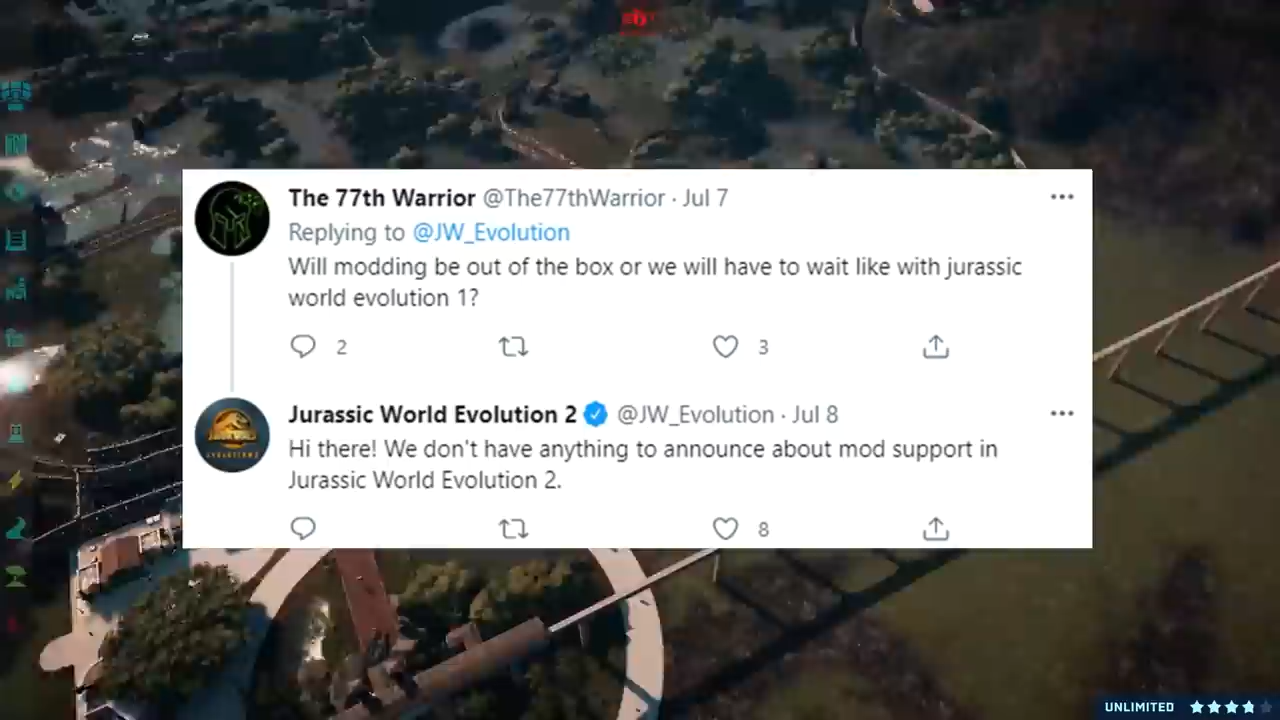 The 77th Warrior @The77thWarrior · Jul 7
Replying to @JW_Evolution
Will modding be out of the box or we will have to wait like with jurassic
world evolution 1?
2 3
Jurassic World Evolution 2 @JW_Evolution · Jul 8
Hi there! We don't have anything to announce about mod support in
Jurassic World Evolution 2.
8
UNLIMITED